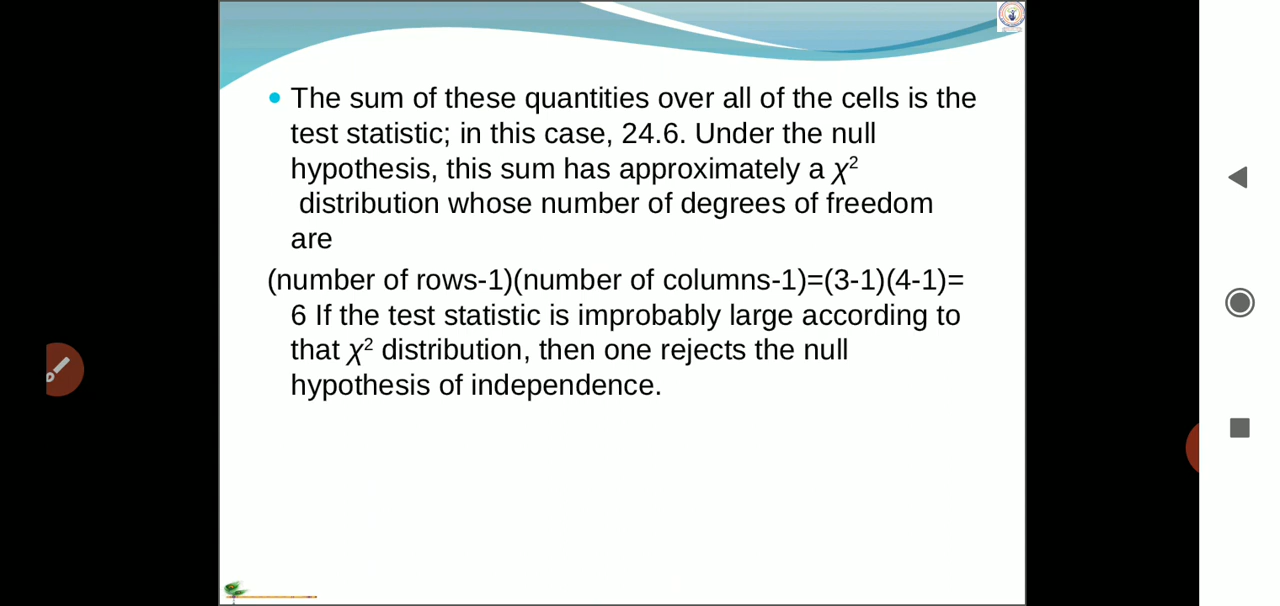 The sum of these quantities over all of the cells is the
test statistic; in this case, 24.6. Under the null
hypothesis, this sum has approximately a χ²
distribution whose number of degrees of freedom
are
(number of rows-1)(number of columns-1)=(3-1)(4-1)=
6 If the test statistic is improbably large according to
that χ² distribution, then one rejects the null
hypothesis of independence.